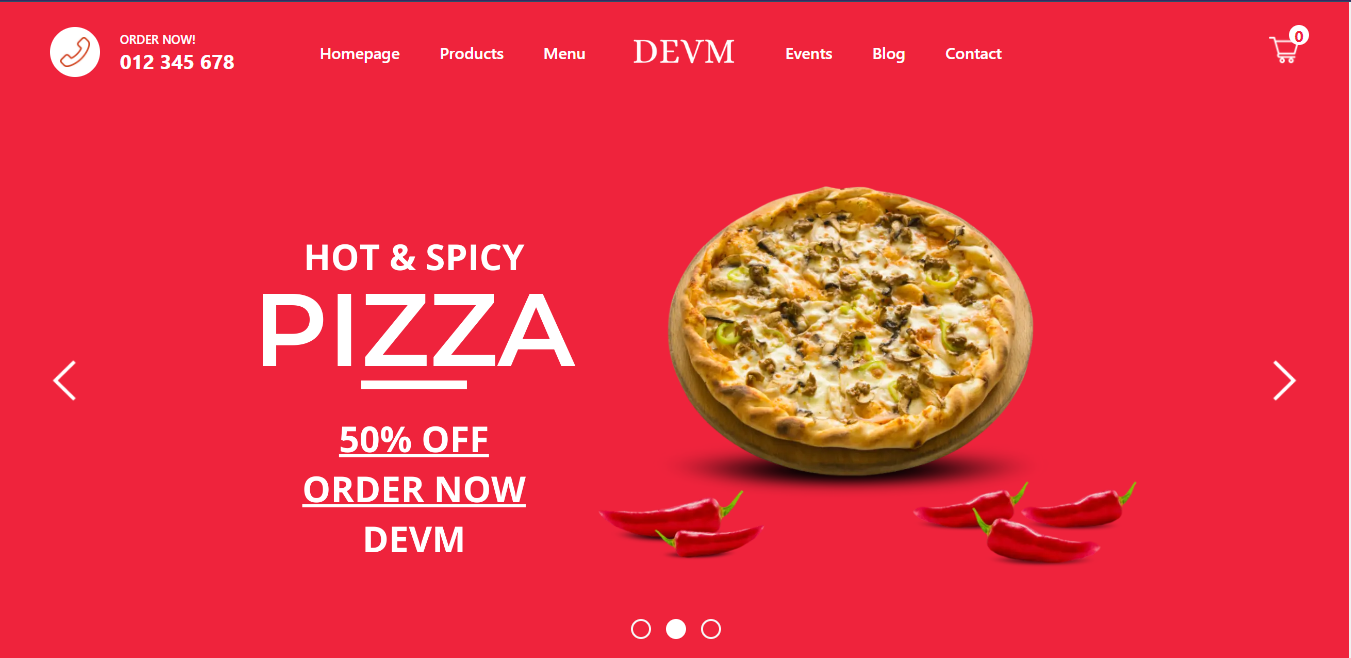 ORDER NOW!
012 345 678
Homepage Products Menu DEVM Events Blog Contact
0
HOT & SPICY
PIZZA
50% OFF
ORDER NOW
DEVM